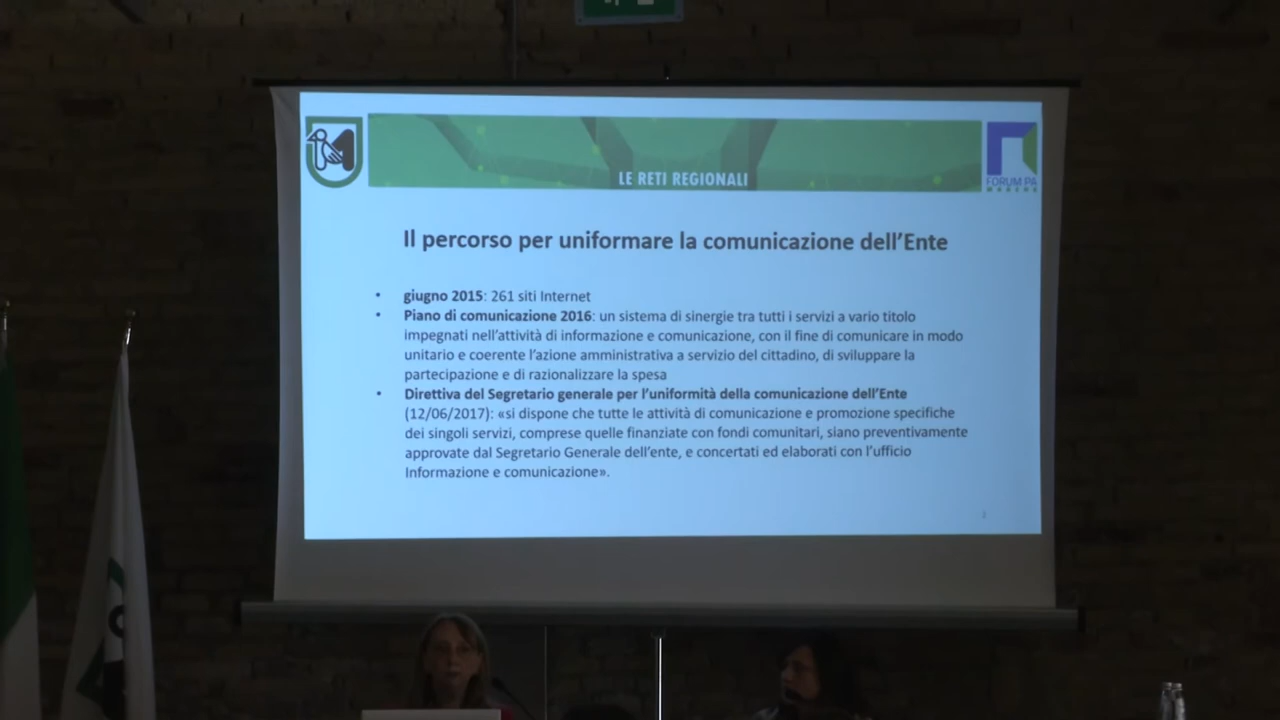 LE RETI REGIONALI
FORUM PA
MARCHE
Il percorso per uniformare la comunicazione dell'Ente
• giugno 2015: 261 siti Internet
• Piano di comunicazione 2016: un sistema di sinergie tra tutti i servizi a vario titolo
impegnati nell'attività di informazione e comunicazione, con il fine di comunicare in modo
unitario e coerente l'azione amministrativa a servizio del cittadino, di sviluppare la
partecipazione e di razionalizzare la spesa
• Direttiva del Segretario generale per l'uniformità della comunicazione dell'Ente
(12/06/2017): «si dispone che tutte le attività di comunicazione e promozione specifiche
dei singoli servizi, comprese quelle finanziate con fondi comunitari, siano preventivamente
approvate dal Segretario Generale dell'ente, e concertati ed elaborati con l'ufficio
Informazione e comunicazione».
2